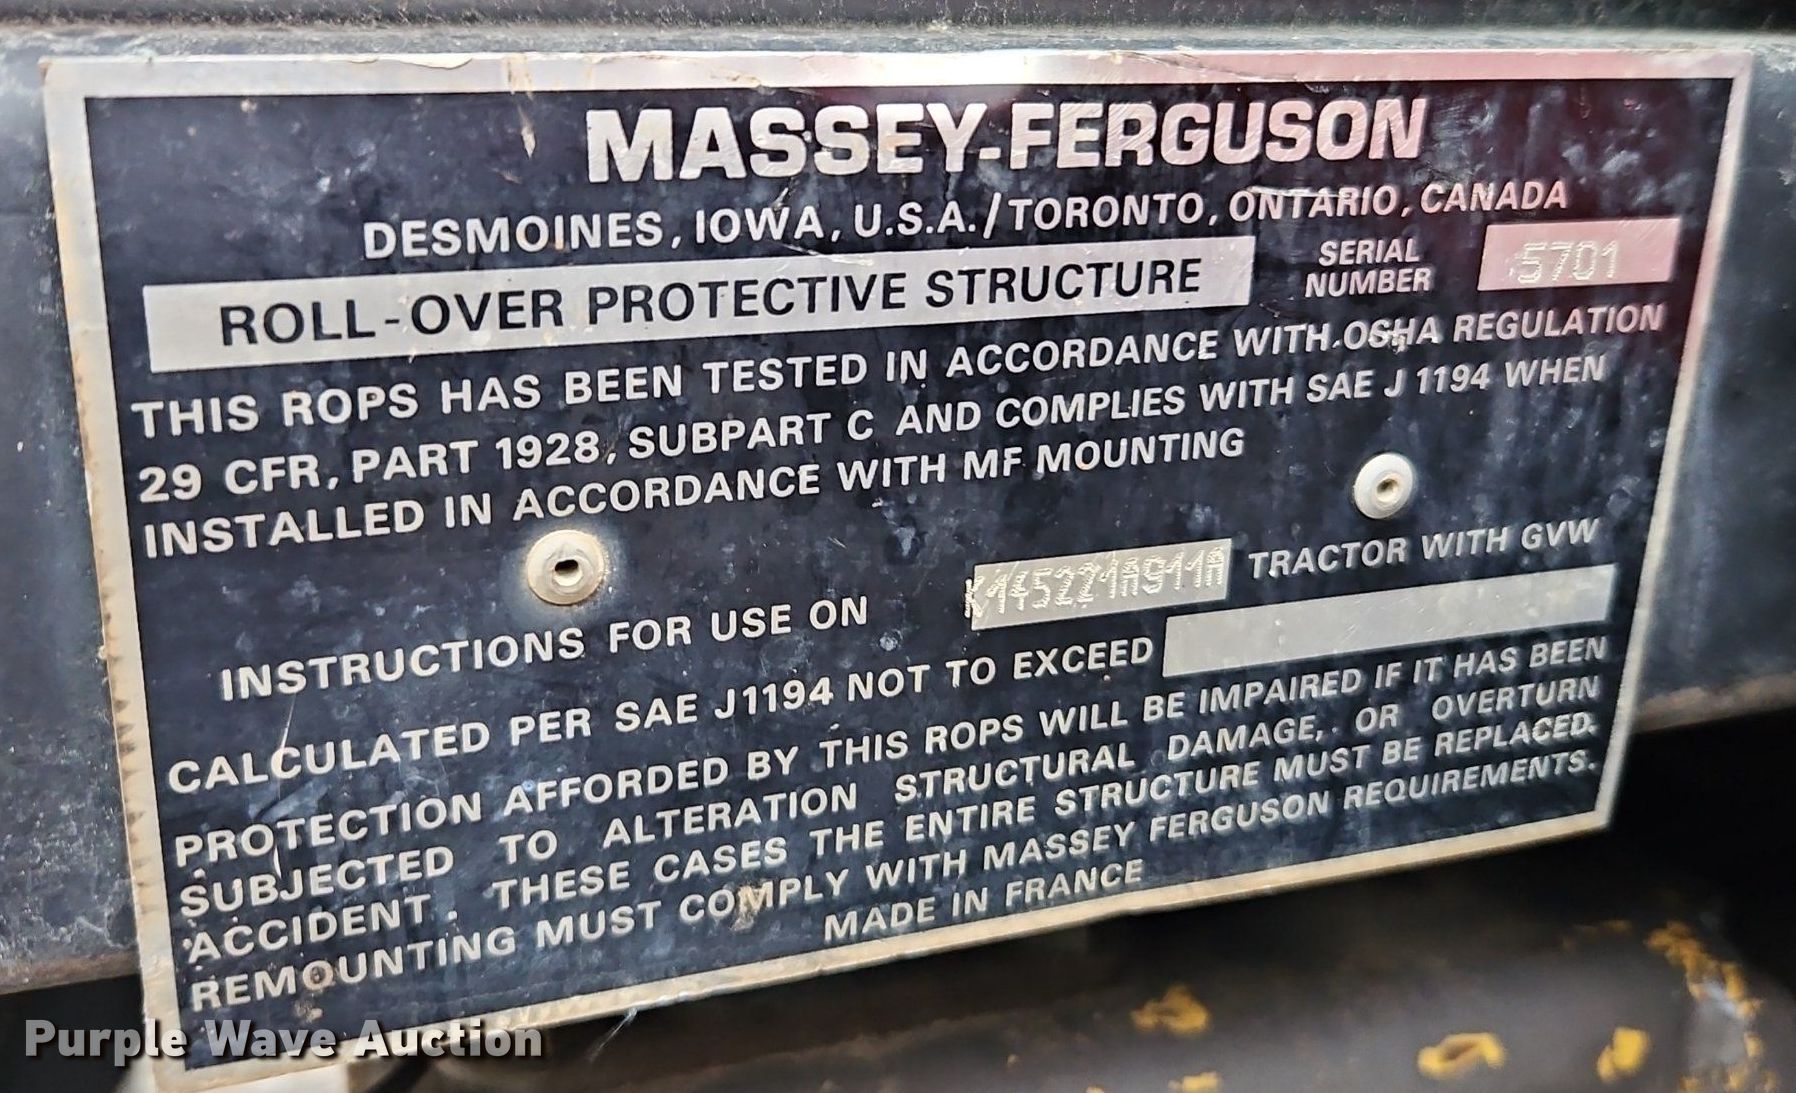 MASSEY-FERGUSON
DESMOINES, IOWA, U.S.A./TORONTO, ONTARIO, CANADA
ROLL-OVER PROTECTIVE STRUCTURE
SERIAL NUMBER 5701
THIS ROPS HAS BEEN TESTED IN ACCORDANCE WITH OSHA REGULATION
29 CFR, PART 1928, SUBPART C AND COMPLIES WITH SAE J 1194 WHEN
INSTALLED IN ACCORDANCE WITH MF MOUNTING
INSTRUCTIONS FOR USE ON TRACTOR WITH GVW
CALCULATED PER SAE J1194 NOT TO EXCEED
PROTECTION AFFORDED BY THIS ROPS WILL BE IMPAIRED IF IT HAS BEEN
SUBJECTED TO ALTERATION STRUCTURAL DAMAGE, OR OVERTURN
ACCIDENT. THESE CASES THE ENTIRE STRUCTURE MUST BE REPLACED.
REMOUNTING MUST COMPLY WITH MASSEY FERGUSON REQUIREMENTS.
MADE IN FRANCE
Purple Wave Auction